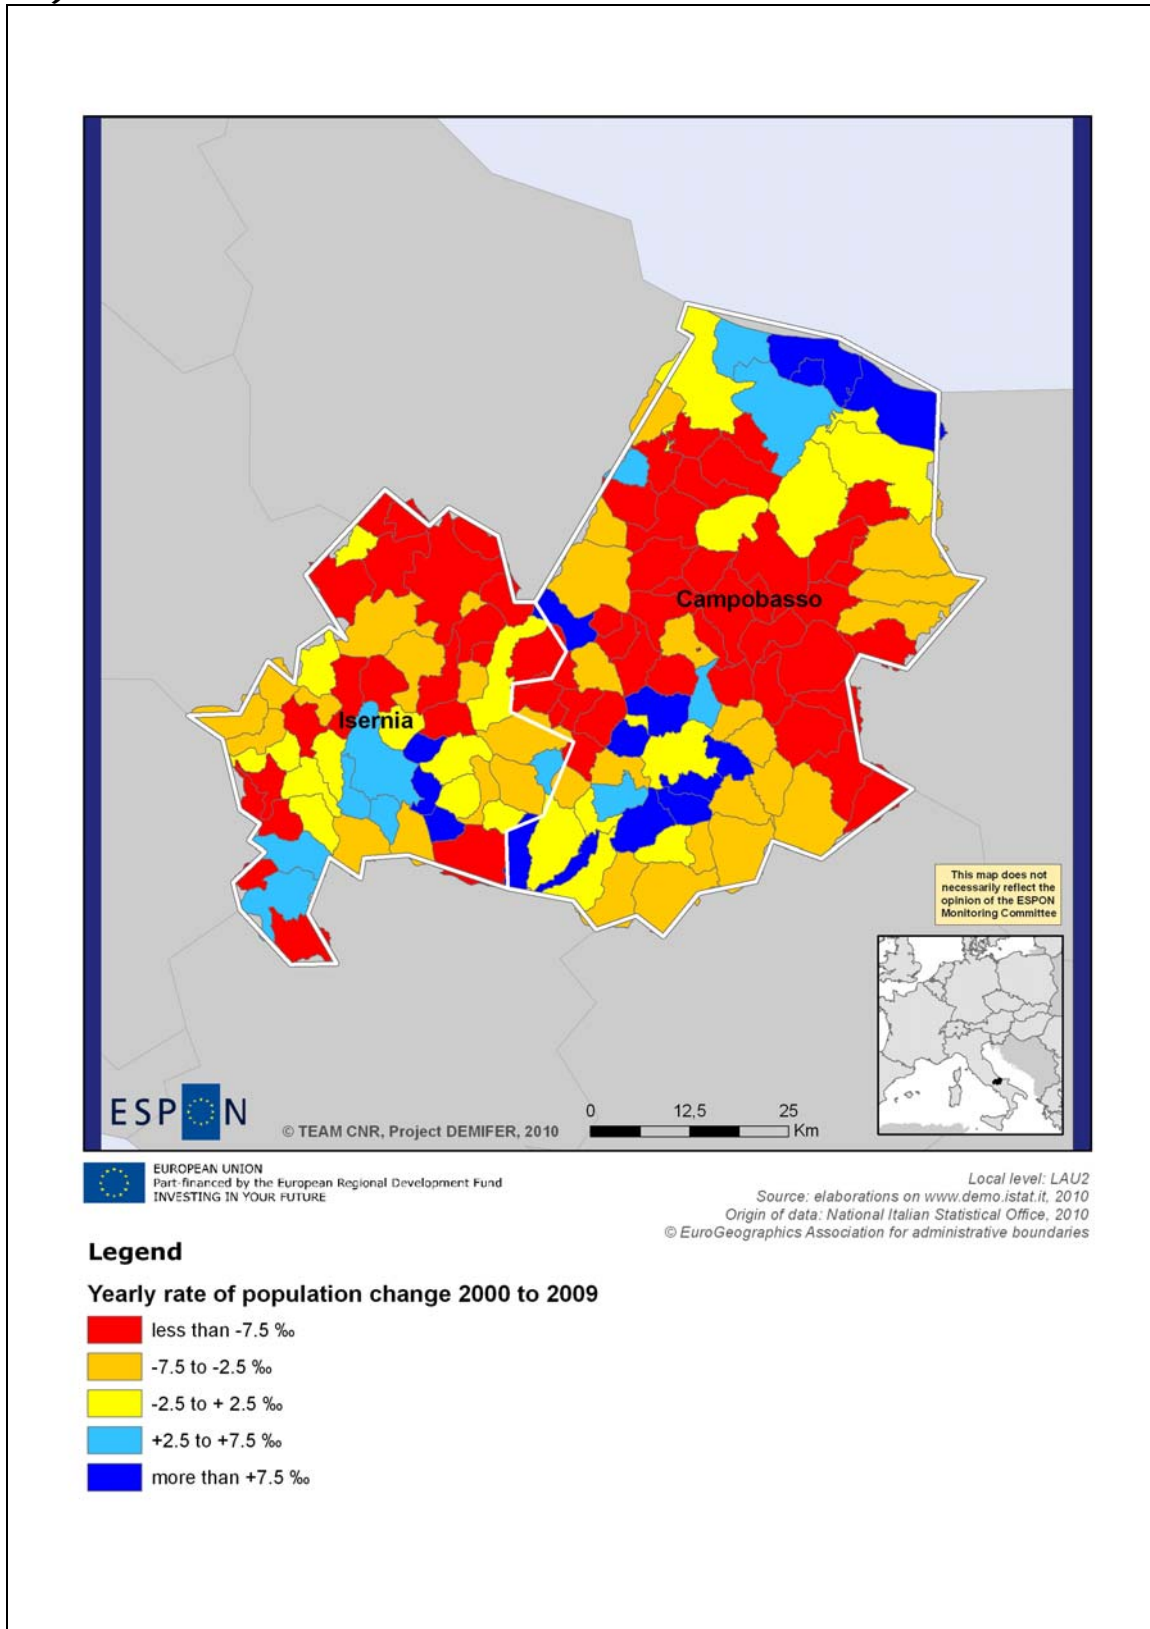 Campobasso
Isernia
This map does not
necessarily reflect the
opinion of the ESPON
Monitoring Committee
ESPON
© TEAM CNR, Project DEMIFER, 2010
0 12,5 25
Km
EUROPEAN UNION
Part-financed by the European Regional Development Fund
INVESTING IN YOUR FUTURE
Local level: LAU2
Source: elaborations on www.demo.istat.it, 2010
Origin of data: National Italian Statistical Office, 2010
© EuroGeographics Association for administrative boundaries
Legend
Yearly rate of population change 2000 to 2009
less than -7.5 ‰
-7.5 to -2.5 ‰
-2.5 to + 2.5 ‰
+2.5 to +7.5 ‰
more than +7.5 ‰